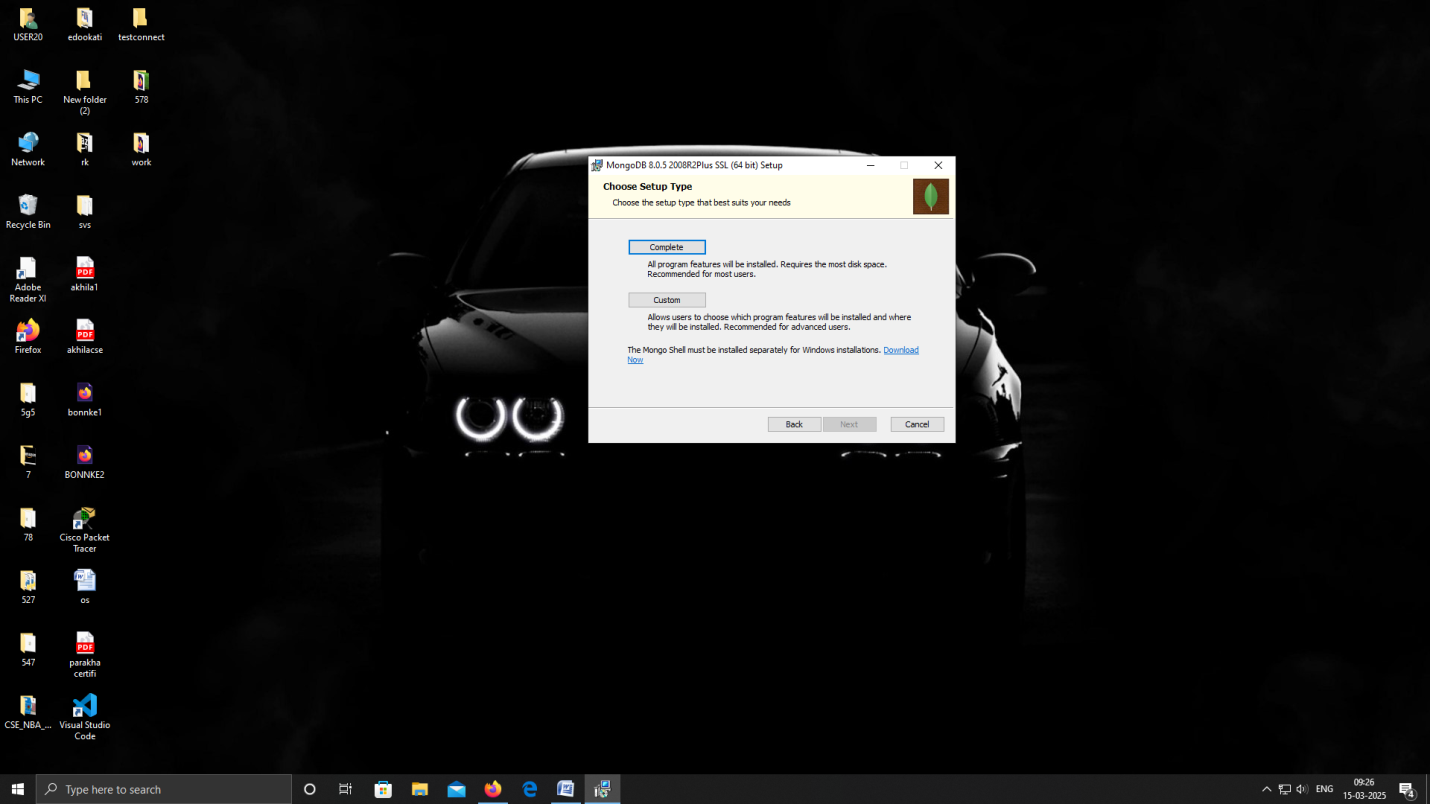 USER20
edookati
testconnect
This PC
New folder
(2)
578
Network
rk
work
Recycle Bin
svs
Adobe
Reader XI
akhila1
Firefox
akhilacse
5g5
bonnke1
7
BONNKE2
78
Cisco Packet
Tracer
527
os
547
parakha
certifi
CSE_NBA_...
Visual Studio
Code
MongoDB 8.0.5 2008R2Plus SSL (64 bit) Setup
Choose Setup Type
Choose the setup type that best suits your needs
Complete
All program features will be installed. Requires the most disk space.
Recommended for most users.
Custom
Allows users to choose which program features will be installed and where
they will be installed. Recommended for advanced users.
The Mongo Shell must be installed separately for Windows installations. Download
Now
Back
Next
Cancel
Type here to search
ENG
09:26
15-03-2025
4